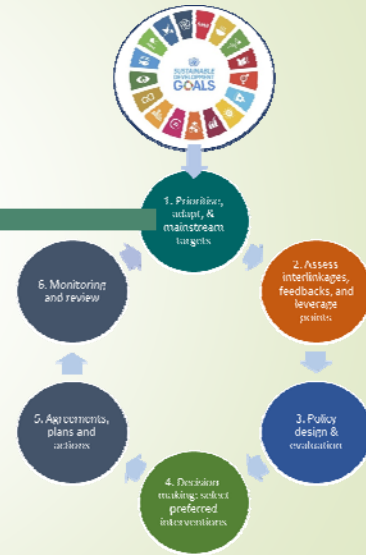 SUSTAINABLE
DEVELOPMENT
GOALS
1. Prioritise,
adapt, &
mainstream
targets
2. Assess
interlinkages,
feedbacks, and
leverage
points
3. Policy
design &
evaluation
4. Decision
making: select
preferred
interventions
5. Agreements,
plans and
actions
6. Monitoring
and review